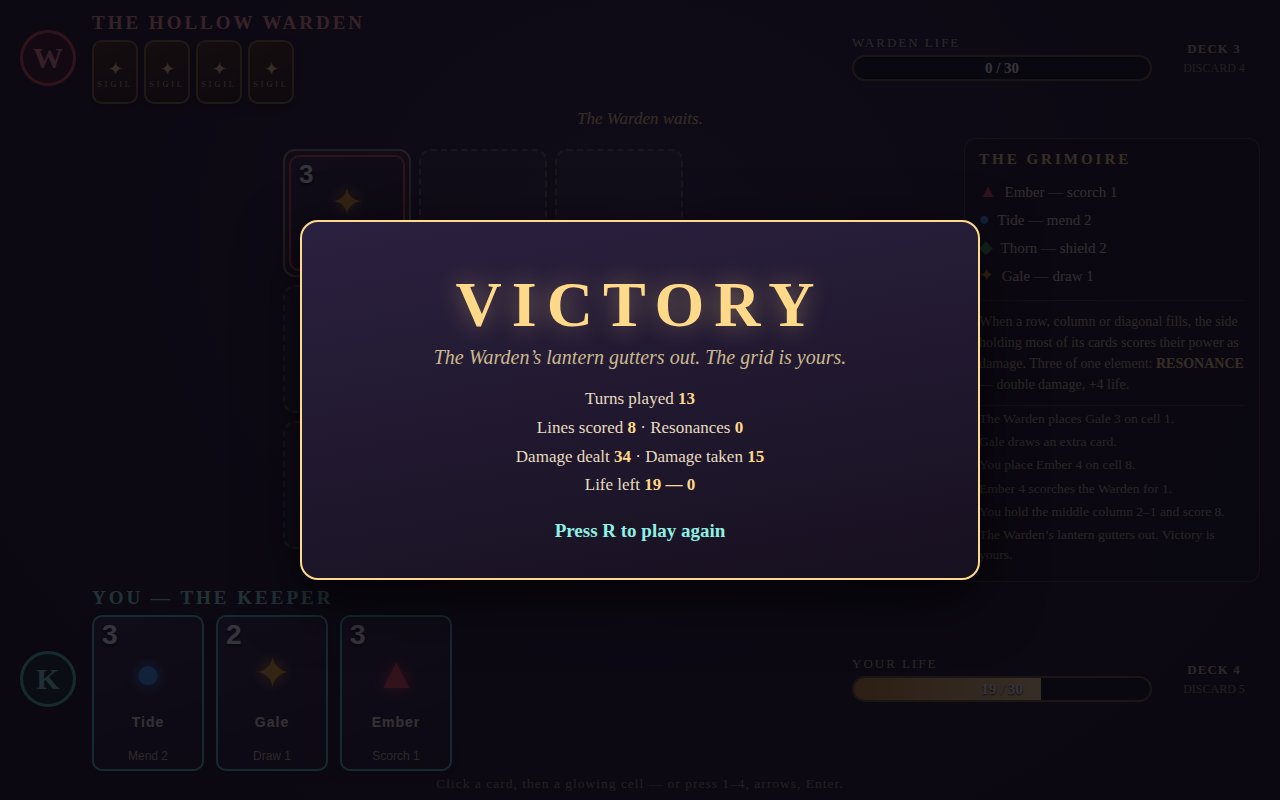 THE HOLLOW WARDEN
W
SIGIL SIGIL SIGIL SIGIL
WARDEN LIFE
0 / 30
DECK 3
DISCARD 4
The Warden waits.
3
THE GRIMOIRE
Ember — scorch 1
Tide — mend 2
Thorn — shield 2
Gale — draw 1
When a row, column or diagonal fills, the side
holding most of its cards scores their power as
damage. Three of one element: RESONANCE
— double damage, +4 life.
The Warden places Gale 3 on cell 1.
Gale draws an extra card.
You place Ember 4 on cell 8.
Ember 4 scorches the Warden for 1.
You hold the middle column 2–1 and score 8.
The Warden’s lantern gutters out. Victory is
yours.
VICTORY
The Warden’s lantern gutters out. The grid is yours.
Turns played 13
Lines scored 8 · Resonances 0
Damage dealt 34 · Damage taken 15
Life left 19 — 0
Press R to play again
YOU — THE KEEPER
K
3
Tide
Mend 2
2
Gale
Draw 1
3
Ember
Scorch 1
YOUR LIFE
19 / 30
DECK 4
DISCARD 5
Click a card, then a glowing cell — or press 1–4, arrows, Enter.